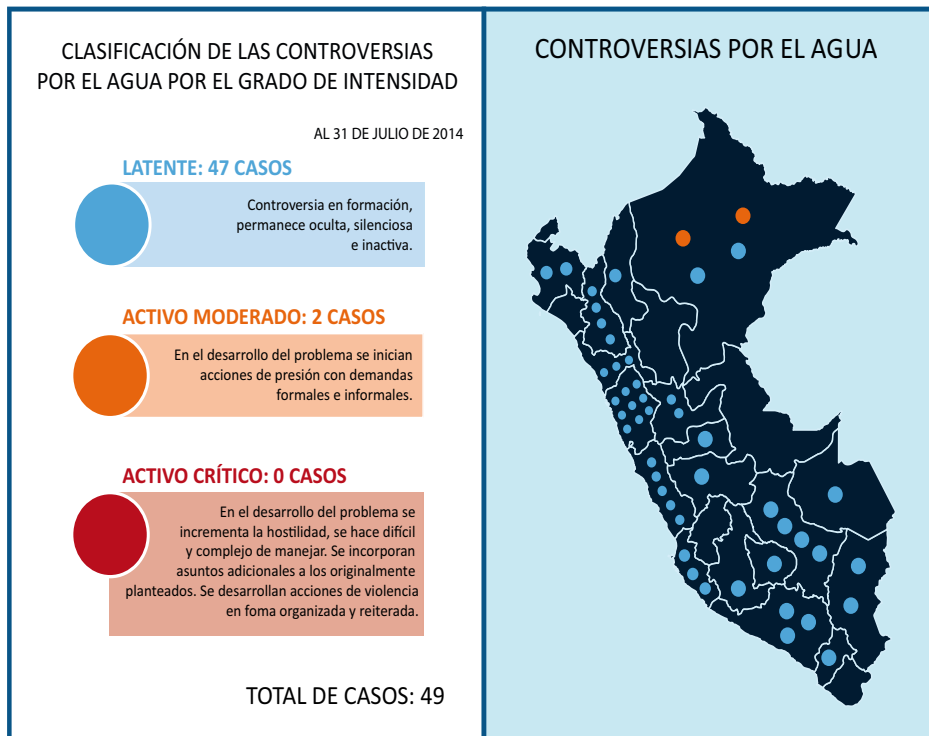 CLASIFICACIÓN DE LAS CONTROVERSIAS
POR EL AGUA POR EL GRADO DE INTENSIDAD
AL 31 DE JULIO DE 2014
LATENTE: 47 CASOS
Controversia en formación,
permanece oculta, silenciosa
e inactiva.
ACTIVO MODERADO: 2 CASOS
En el desarrollo del problema se inician
acciones de presión con demandas
formales e informales.
ACTIVO CRÍTICO: 0 CASOS
En el desarrollo del problema se
incrementa la hostilidad, se hace difícil
y complejo de manejar. Se incorporan
asuntos adicionales a los originalmente
planteados. Se desarrollan acciones de violencia
en foma organizada y reiterada.
TOTAL DE CASOS: 49
CONTROVERSIAS POR EL AGUA